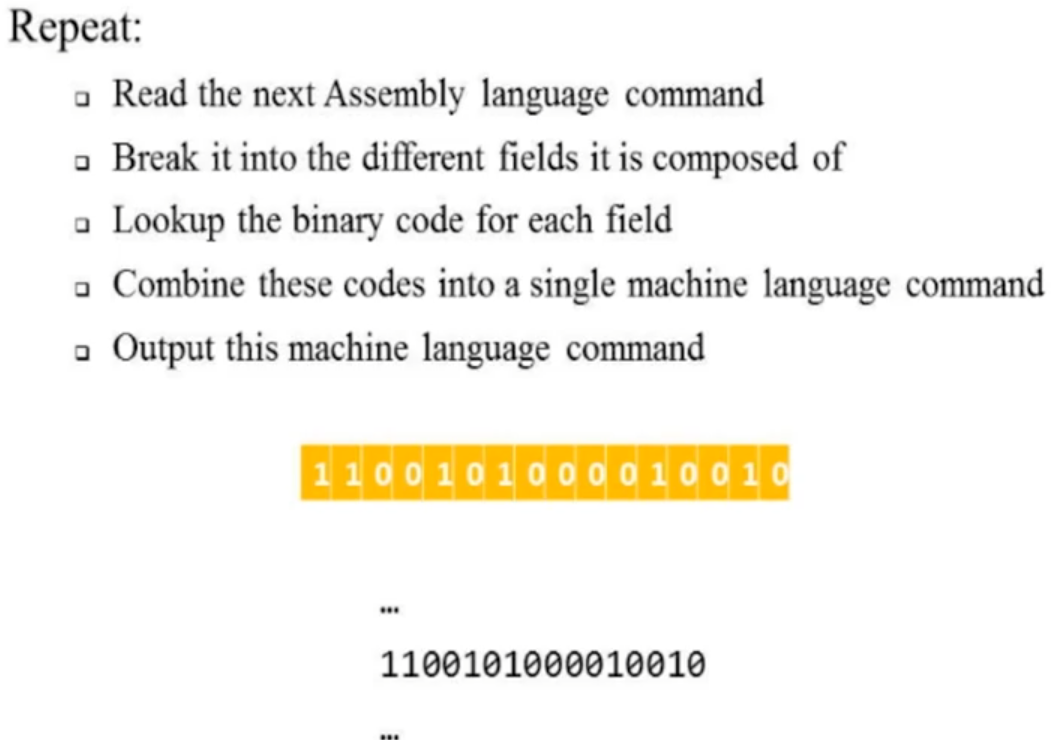 Repeat:
Read the next Assembly language command
Break it into the different fields it is composed of
Lookup the binary code for each field
Combine these codes into a single machine language command
Output this machine language command
1 1 0 0 1 0 1 0 0 0 0 1 0 0 1 0
…
1100101000010010
…